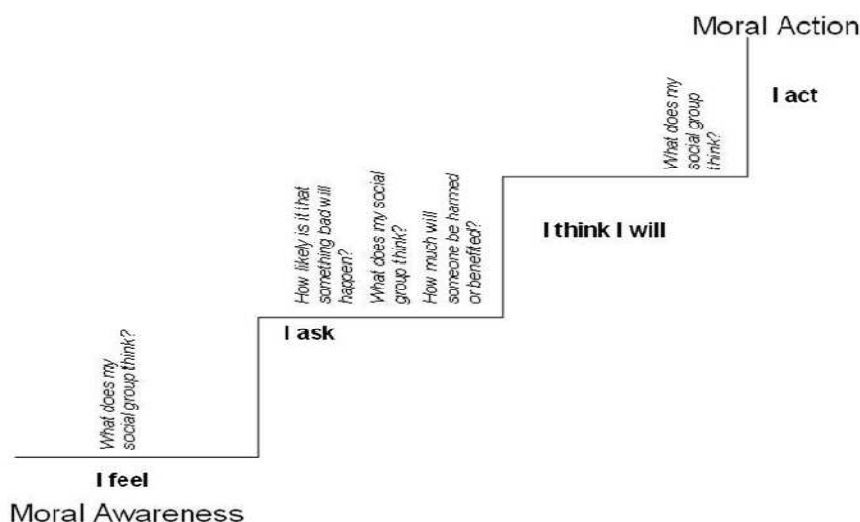 Moral Action
I act
What does my
social group
think?
I think I will
How likely is it that
something bad will
happen?
What does my social
group think?
How much will
someone be harmed
or benefited?
I ask
What does my
social group think?
I feel
Moral Awareness